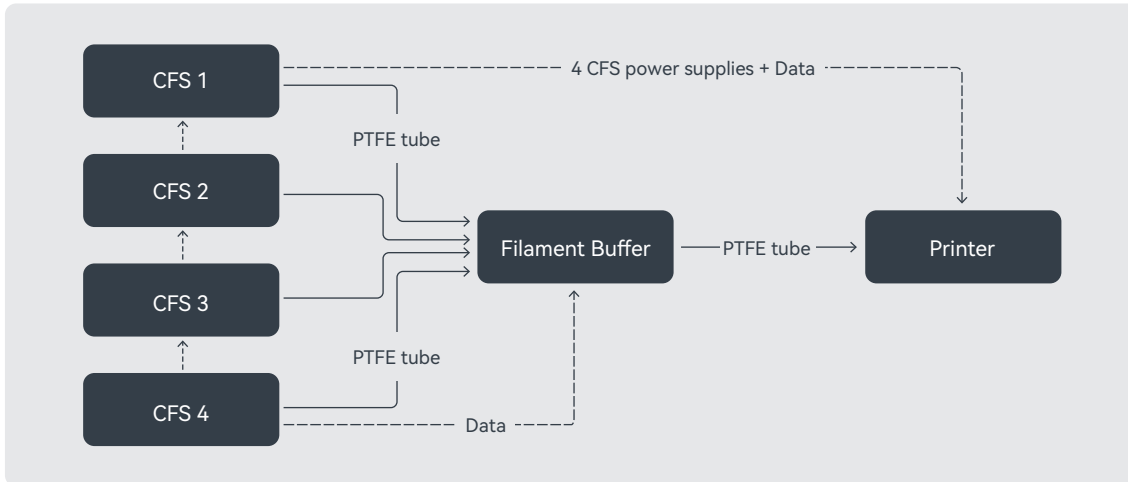 CFS 1
4 CFS power supplies + Data
PTFE tube
CFS 2
Filament Buffer
PTFE tube
Printer
CFS 3
PTFE tube
CFS 4
Data